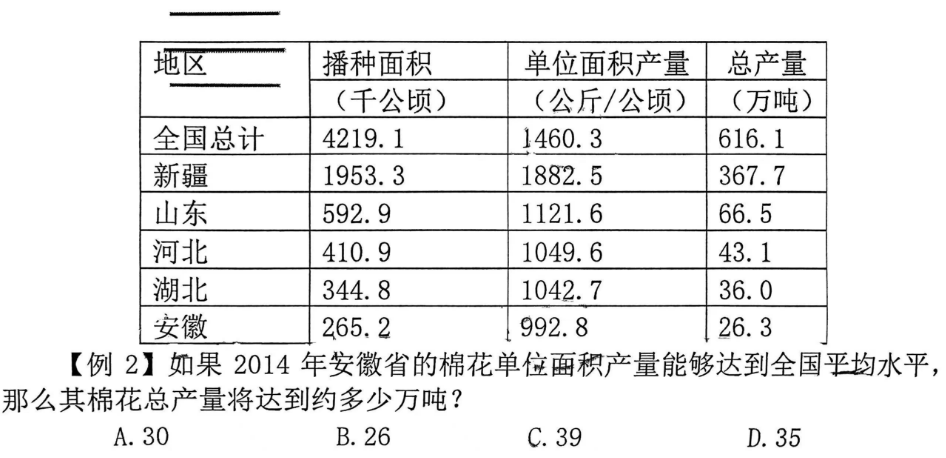 地区 播种面积 单位面积产量 总产量
(千公顷) (公斤/公顷) (万吨)
全国总计 4219.1 1460.3 616.1
新疆 1953.3 1882.5 367.7
山东 592.9 1121.6 66.5
河北 410.9 1049.6 43.1
湖北 344.8 1042.7 36.0
安徽 265.2 992.8 26.3
【例 2】如果 2014 年安徽省的棉花单位面积产量能够达到全国平均水平，
那么其棉花总产量将达到约多少万吨？
A.30 B.26 C.39 D.35